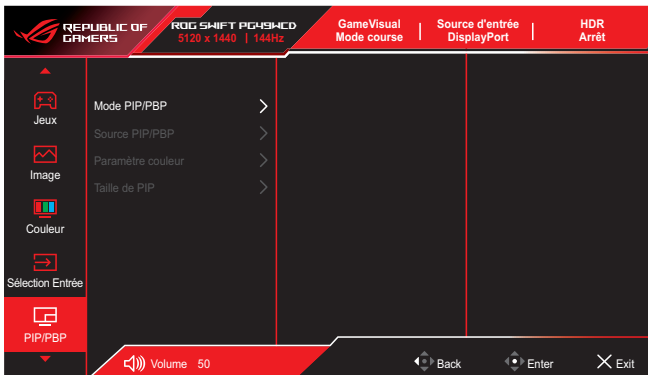 REPUBLIC OF
GAMERS
ROG SWIFT PG49WCD
5120 x 1440 | 144Hz
GameVisual
Mode course
Source d'entrée
DisplayPort
HDR
Arrêt
Jeux
Image
Couleur
Sélection Entrée
PIP/PBP
Mode PIP/PBP
Source PIP/PBP
Paramètre couleur
Taille de PIP
Volume 50
Back
Enter
Exit